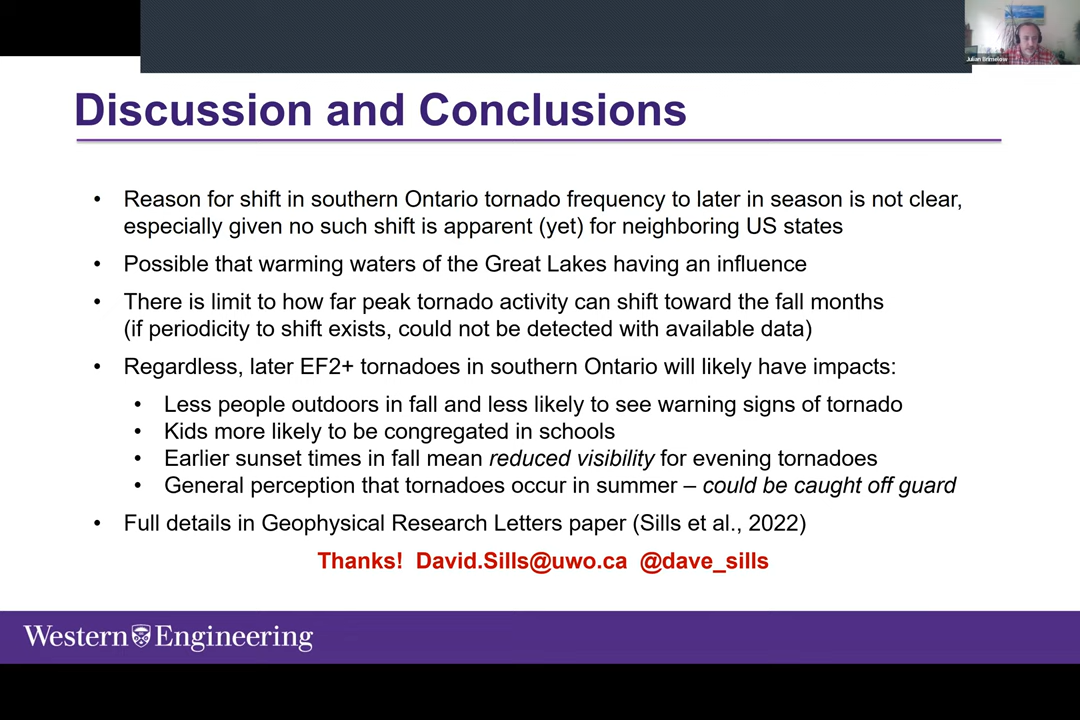 Julian Brimelow
Discussion and Conclusions
• Reason for shift in southern Ontario tornado frequency to later in season is not clear,
especially given no such shift is apparent (yet) for neighboring US states
• Possible that warming waters of the Great Lakes having an influence
• There is limit to how far peak tornado activity can shift toward the fall months
(if periodicity to shift exists, could not be detected with available data)
• Regardless, later EF2+ tornadoes in southern Ontario will likely have impacts:
• Less people outdoors in fall and less likely to see warning signs of tornado
• Kids more likely to be congregated in schools
• Earlier sunset times in fall mean reduced visibility for evening tornadoes
• General perception that tornadoes occur in summer – could be caught off guard
• Full details in Geophysical Research Letters paper (Sills et al., 2022)
Thanks! David.Sills@uwo.ca @dave_sills
Western Engineering